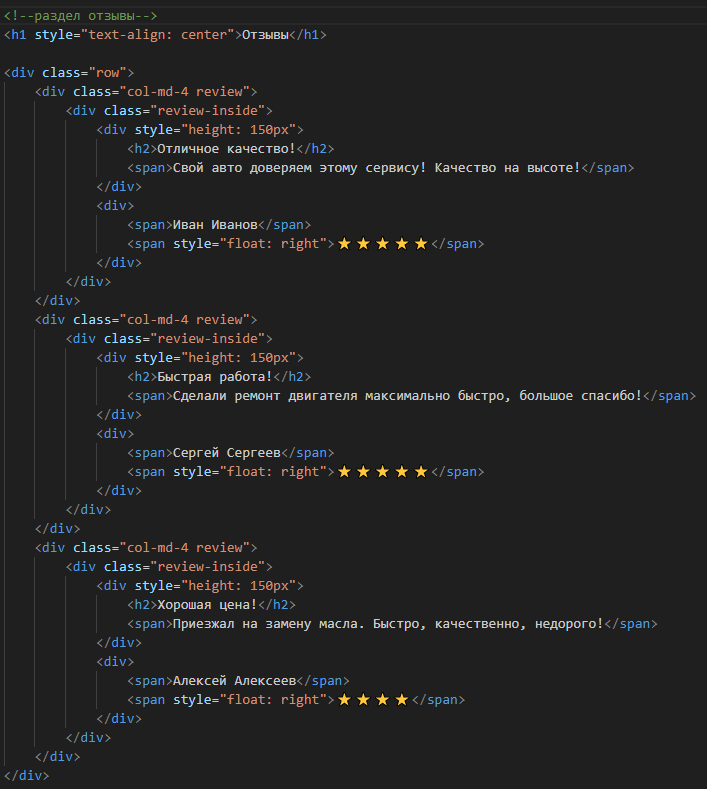 <!--раздел отзывы-->
<h1 style="text-align: center">Отзывы</h1>

<div class="row">
    <div class="col-md-4 review">
        <div class="review-inside">
            <div style="height: 150px">
                <h2>Отличное качество!</h2>
                <span>Свой авто доверяем этому сервису! Качество на высоте!</span>
            </div>
            <div>
                <span>Иван Иванов</span>
                <span style="float: right">⭐⭐⭐⭐⭐</span>
            </div>
        </div>
    </div>
    <div class="col-md-4 review">
        <div class="review-inside">
            <div style="height: 150px">
                <h2>Быстрая работа!</h2>
                <span>Сделали ремонт двигателя максимально быстро, большое спасибо!</span>
            </div>
            <div>
                <span>Сергей Сергеев</span>
                <span style="float: right">⭐⭐⭐⭐⭐</span>
            </div>
        </div>
    </div>
    <div class="col-md-4 review">
        <div class="review-inside">
            <div style="height: 150px">
                <h2>Хорошая цена!</h2>
                <span>Приезжал на замену масла. Быстро, качественно, недорого!</span>
            </div>
            <div>
                <span>Алексей Алексеев</span>
                <span style="float: right">⭐⭐⭐⭐</span>
            </div>
        </div>
    </div>
</div>